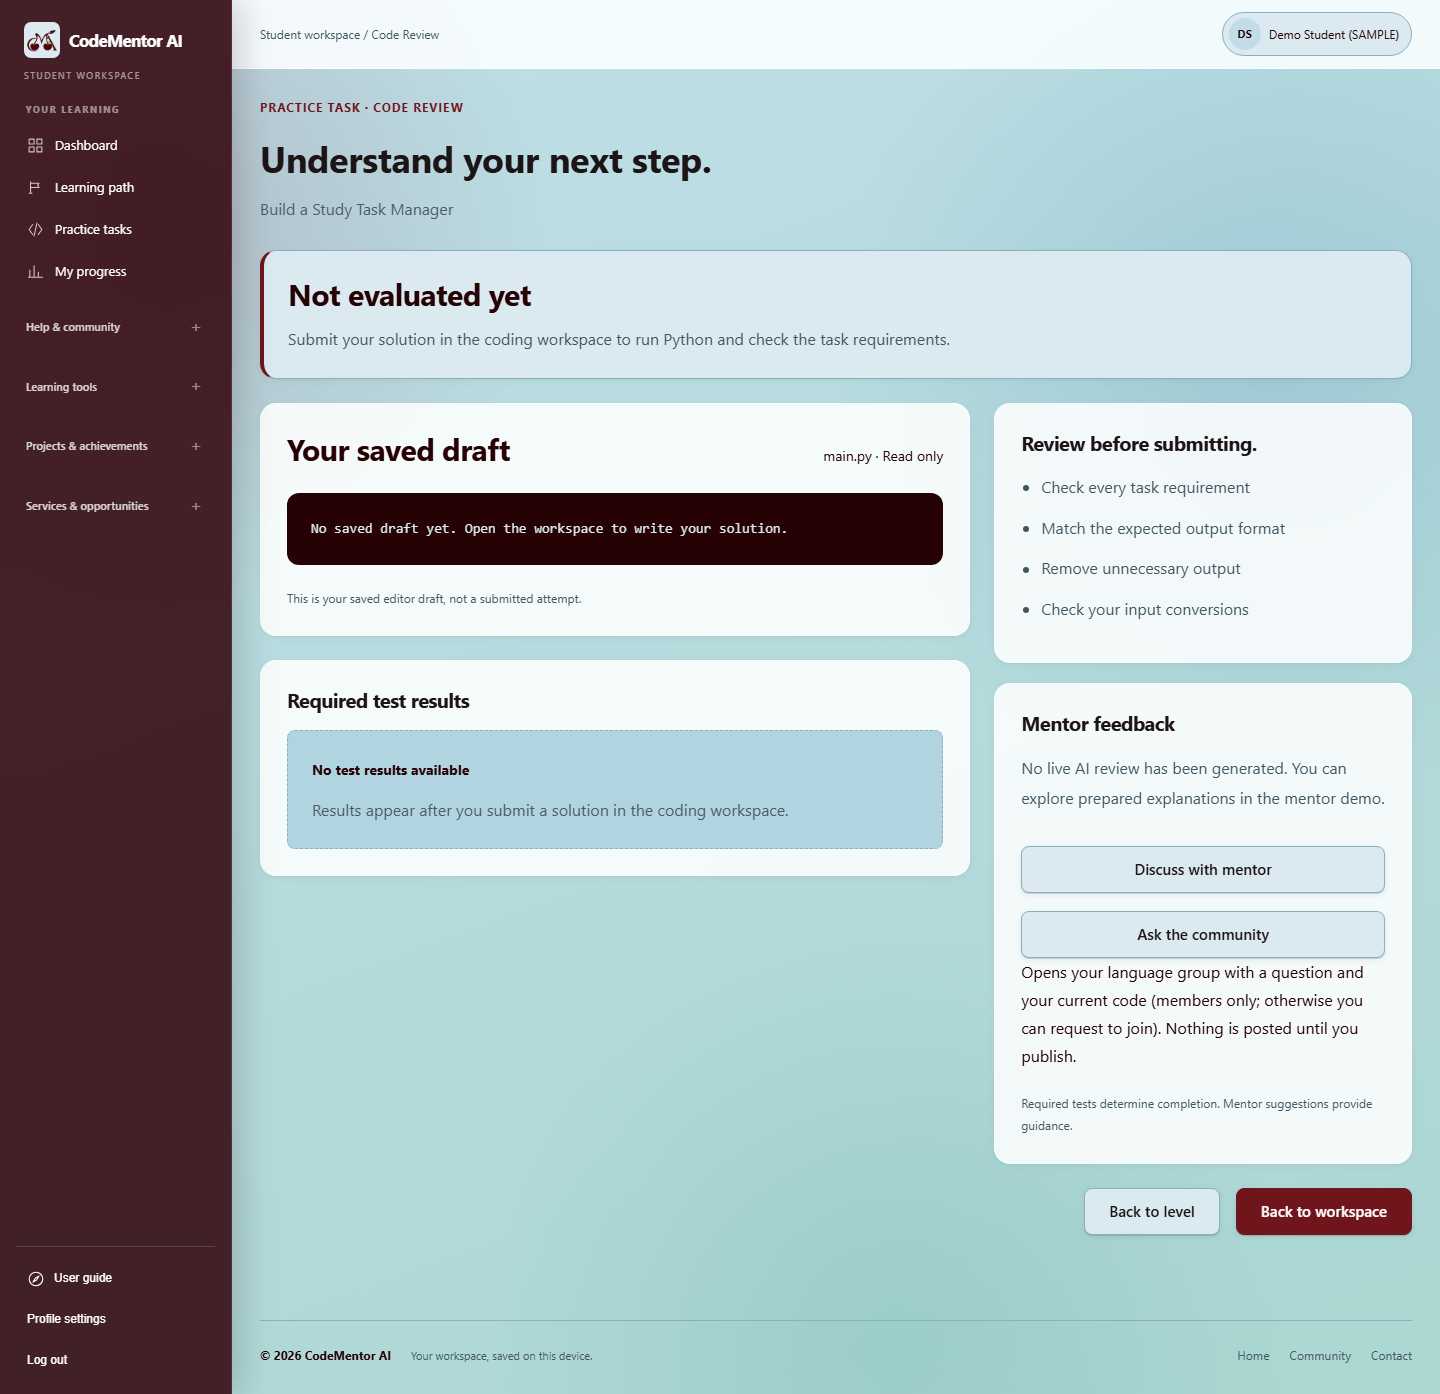 CodeMentor AI
STUDENT WORKSPACE
YOUR LEARNING
Dashboard
Learning path
Practice tasks
My progress
Help & community +
Learning tools +
Projects & achievements +
Services & opportunities +
User guide
Profile settings
Log out
Student workspace / Code Review
DS Demo Student (SAMPLE)
PRACTICE TASK · CODE REVIEW
Understand your next step.
Build a Study Task Manager
Not evaluated yet
Submit your solution in the coding workspace to run Python and check the task requirements.
Your saved draft
main.py · Read only
No saved draft yet. Open the workspace to write your solution.
This is your saved editor draft, not a submitted attempt.
Required test results
No test results available
Results appear after you submit a solution in the coding workspace.
Review before submitting.
• Check every task requirement
• Match the expected output format
• Remove unnecessary output
• Check your input conversions
Mentor feedback
No live AI review has been generated. You can
explore prepared explanations in the mentor demo.
Discuss with mentor
Ask the community
Opens your language group with a question and
your current code (members only; otherwise you
can request to join). Nothing is posted until you
publish.
Required tests determine completion. Mentor suggestions provide
guidance.
Back to level
Back to workspace
© 2026 CodeMentor AI
Your workspace, saved on this device.
Home
Community
Contact